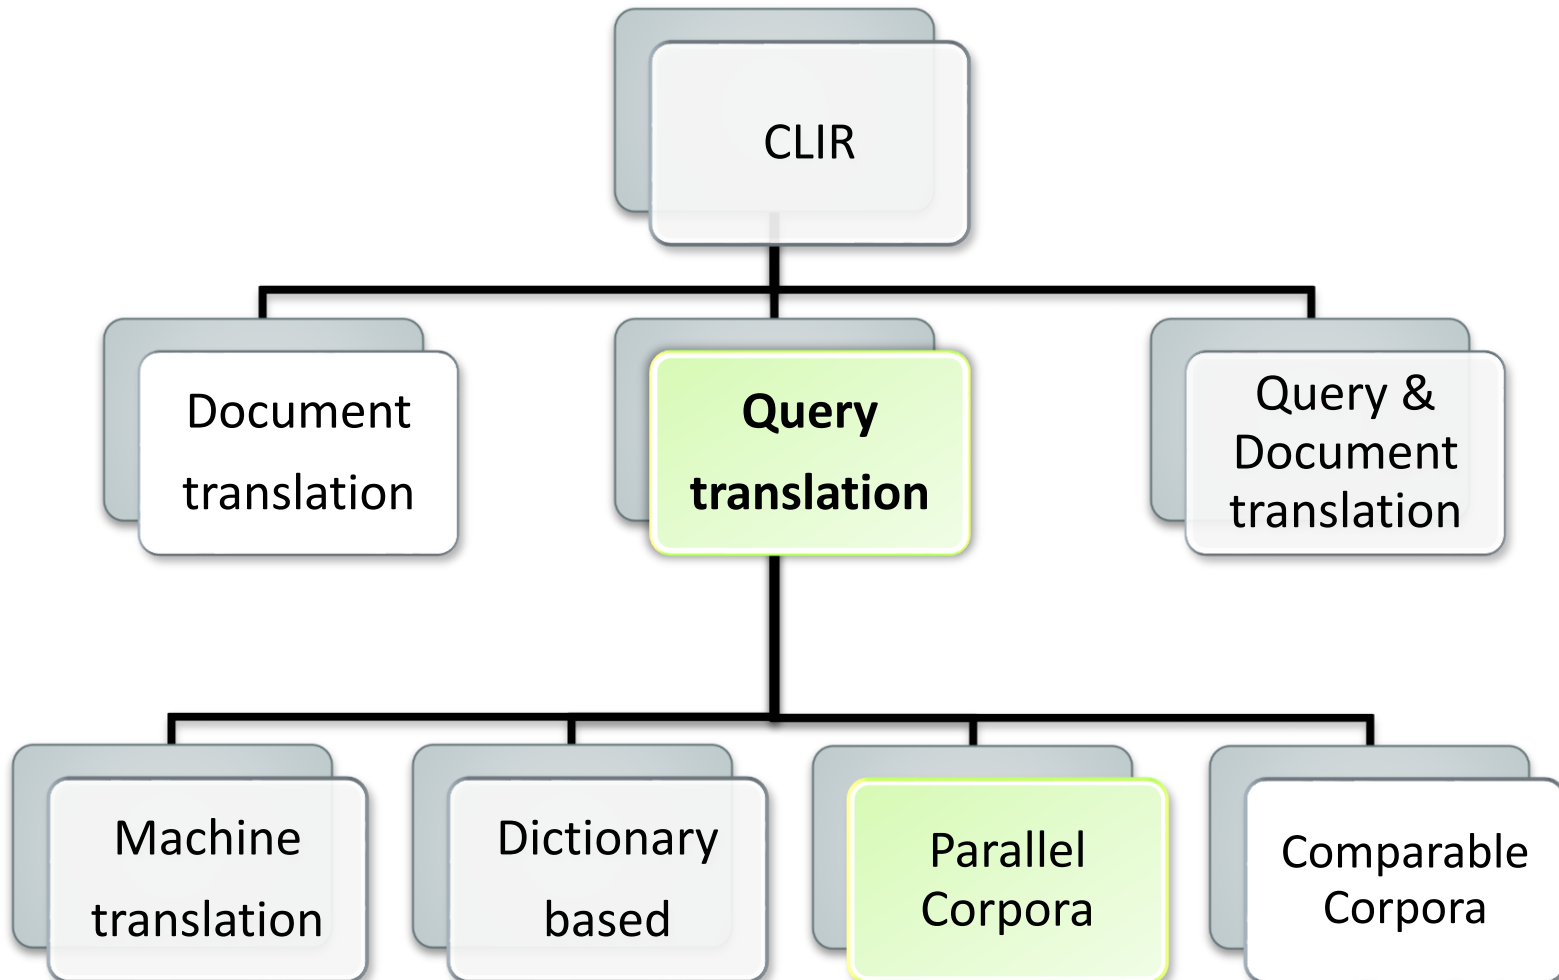 CLIR
Document
translation
Query
translation
Query &
Document
translation
Machine
translation
Dictionary
based
Parallel
Corpora
Comparable
Corpora